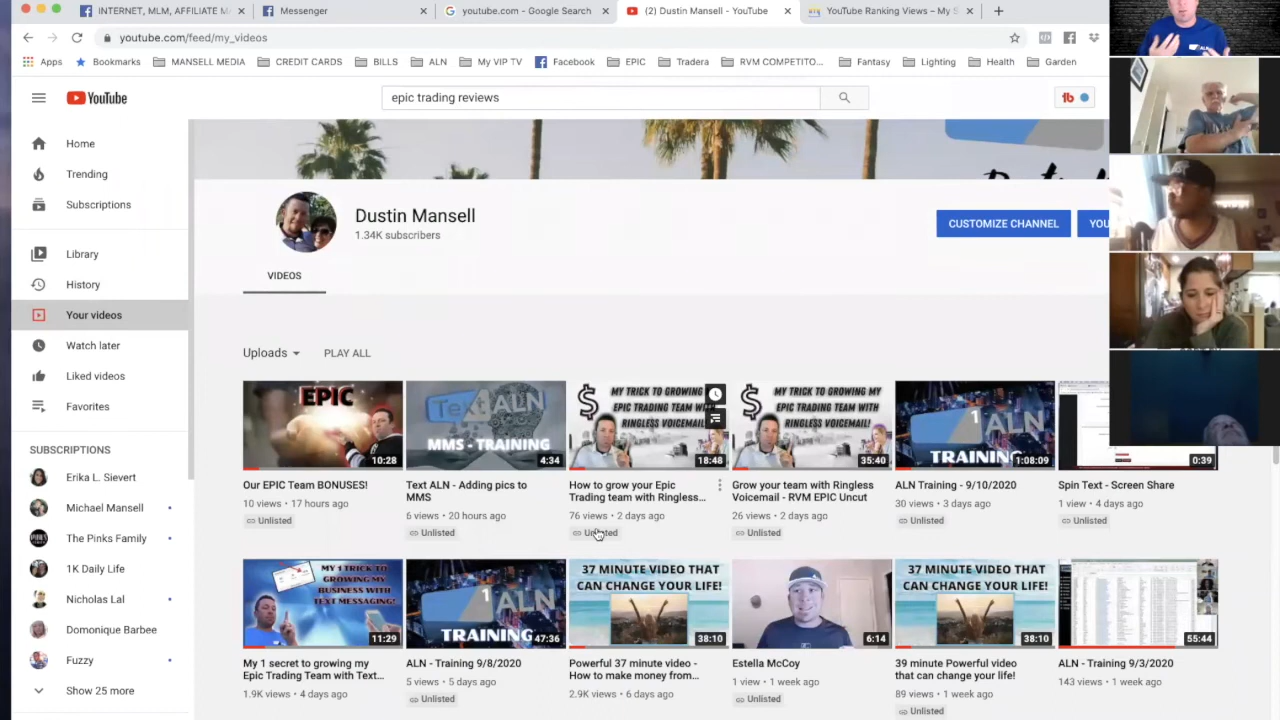 INTERNET, MLM, AFFILIATE M
Messenger
youtube.com - Google Search
(2) Dustin Mansell - YouTube
YouTube Ranking Views – My S
youtube.com/feed/my_videos
Apps
Bookmarks
MANSELL MEDIA
CREDIT CARDS
BILLS
ALN
My VIP TV
Facebook
EPIC
Tradera
RVM COMPETITO...
Fantasy
Lighting
Health
Garden
YouTube
epic trading reviews
tb
Home
Trending
Subscriptions
Library
History
Your videos
Watch later
Liked videos
Favorites
SUBSCRIPTIONS
Erika L. Sievert
Michael Mansell
The Pinks Family
1K Daily Life
Nicholas Lal
Domonique Barbee
Fuzzy
Show 25 more
Dustin Mansell
1.34K subscribers
CUSTOMIZE CHANNEL
YOU
VIDEOS
Uploads
PLAY ALL
EPIC
10:28
Our EPIC Team BONUSES!
10 views • 17 hours ago
Unlisted
Text ALN
MMS - TRAINING
4:34
Text ALN - Adding pics to
MMS
6 views • 20 hours ago
Unlisted
$
MY TRICK TO GROWING MY
EPIC TRADING TEAM WITH
RINGLESS VOICEMAIL!
18:48
How to grow your Epic
Trading team with Ringless...
76 views • 2 days ago
Unlisted
$
MY TRICK TO GROWING MY
EPIC TRADING TEAM WITH
RINGLESS VOICEMAIL!
35:40
Grow your team with Ringless
Voicemail - RVM EPIC Uncut
26 views • 2 days ago
Unlisted
1 ALN
TRAINING
1:08:09
ALN Training - 9/10/2020
30 views • 3 days ago
Unlisted
0:39
Spin Text - Screen Share
1 view • 4 days ago
Unlisted
MY 1 TRICK TO
GROWING MY
BUSINESS WITH
TEXT MESSAGING!
11:29
My 1 secret to growing my
Epic Trading Team with Text...
1.9K views • 4 days ago
1 ALN
TRAINING
47:36
ALN - Training 9/8/2020
5 views • 5 days ago
Unlisted
37 MINUTE VIDEO THAT
CAN CHANGE YOUR LIFE!
38:10
Powerful 37 minute video -
How to make money from...
2.9K views • 6 days ago
6:14
Estella McCoy
1 view • 1 week ago
Unlisted
37 MINUTE VIDEO THAT
CAN CHANGE YOUR LIFE!
38:10
39 minute Powerful video
that can change your life!
89 views • 1 week ago
Unlisted
55:44
ALN - Training 9/3/2020
143 views • 1 week ago